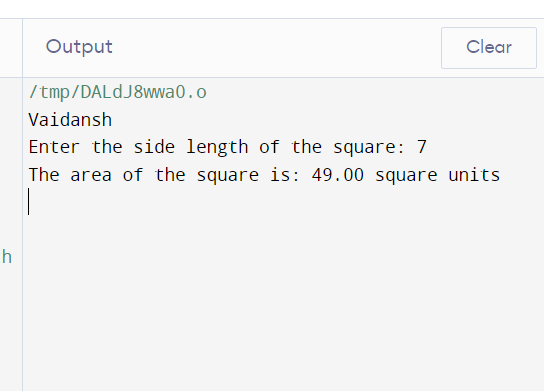 Output
Clear
/tmp/DALdJ8wwaO.o
Vaidansh
Enter the side length of the square: 7
The area of the square is: 49.00 square units
h